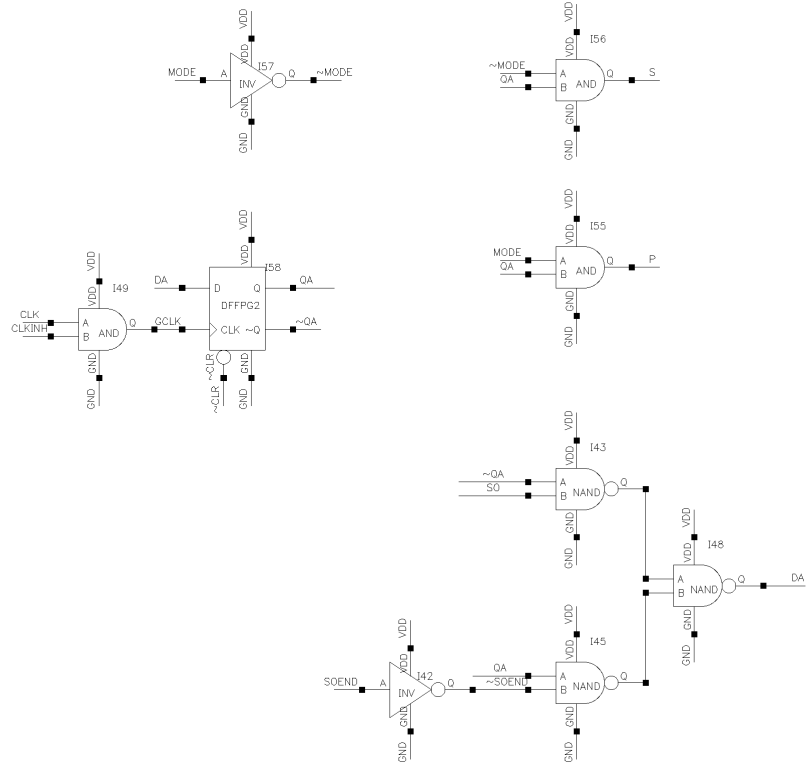 VDD
VDD
I57
MODE
A
INV
Q
~MODE
GND
GND
VDD
VDD
I56
~MODE
QA
A
B
AND
Q
S
GND
GND
VDD
VDD
I55
MODE
QA
A
B
AND
Q
P
GND
GND
VDD
VDD
I49
CLK
CLKINH
A
B
AND
Q
GCLK
GND
GND
VDD
VDD
I58
DA
D
Q
QA
DFFPG2
CLK
~Q
~QA
~CLR
~CLR
GND
GND
VDD
VDD
I43
~QA
SO
A
B
NAND
Q
GND
GND
VDD
VDD
I48
A
B
NAND
Q
DA
GND
GND
VDD
VDD
I42
SOEND
A
INV
Q
~SOEND
GND
GND
VDD
VDD
I45
QA
A
B
NAND
Q
GND
GND